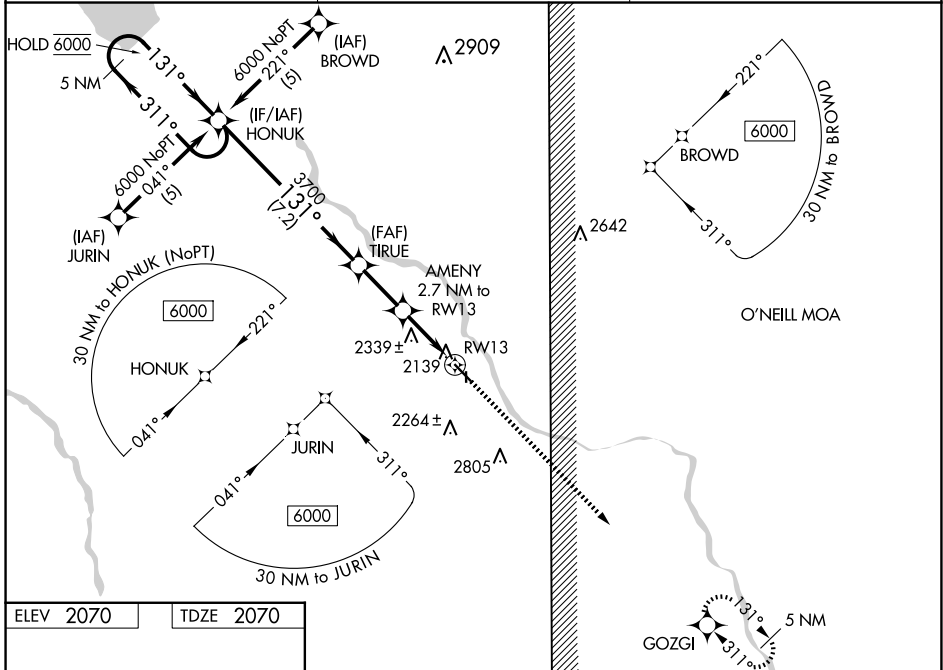 HOLD 6000
5 NM
131°
311°
6000 NoPT
221°
(5)
(IAF)
BROWD
2909
(IF/IAF)
HONUK
6000 NoPT
041°
(5)
(IAF)
JURIN
3700
131°
(7.2)
(FAF)
TIRUE
AMENY
2.7 NM to
RW13
2339±
2139
RW13
2264±
2805
2642
221°
6000
BROWD
311°
30 NM to BROWD
O'NEILL MOA
30 NM to HONUK (NoPT)
6000
221°
HONUK
041°
JURIN
041°
311°
6000
30 NM to JURIN
ELEV 2070
TDZE 2070
131°
5 NM
GOZGI
311°